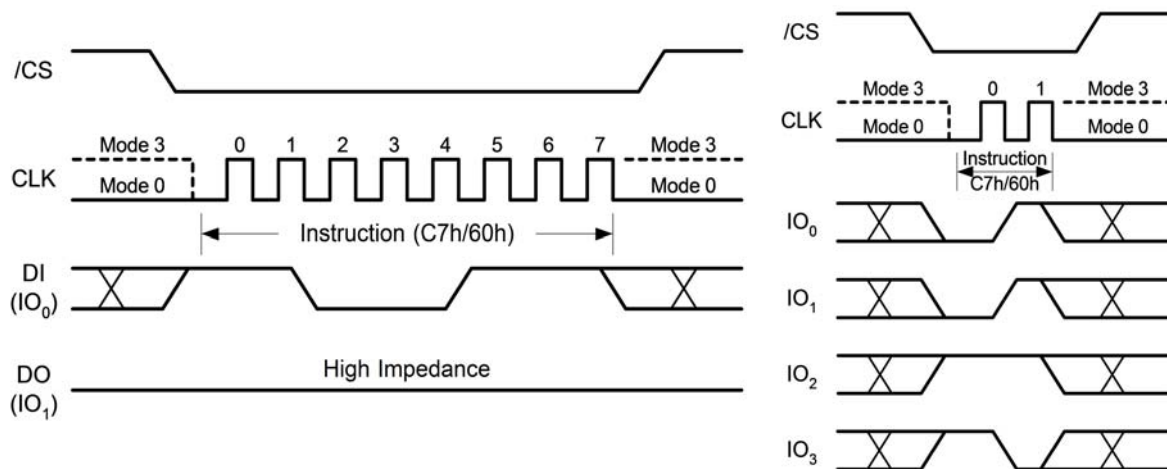 /CS
Mode 3 0 1 2 3 4 5 6 7 Mode 3
CLK Mode 0 Mode 0
Instruction (C7h/60h)
DI
(IO0)
High Impedance
DO
(IO1)
/CS
Mode 3 0 1 Mode 3
CLK Mode 0 Mode 0
Instruction
C7h/60h
IO0
IO1
IO2
IO3